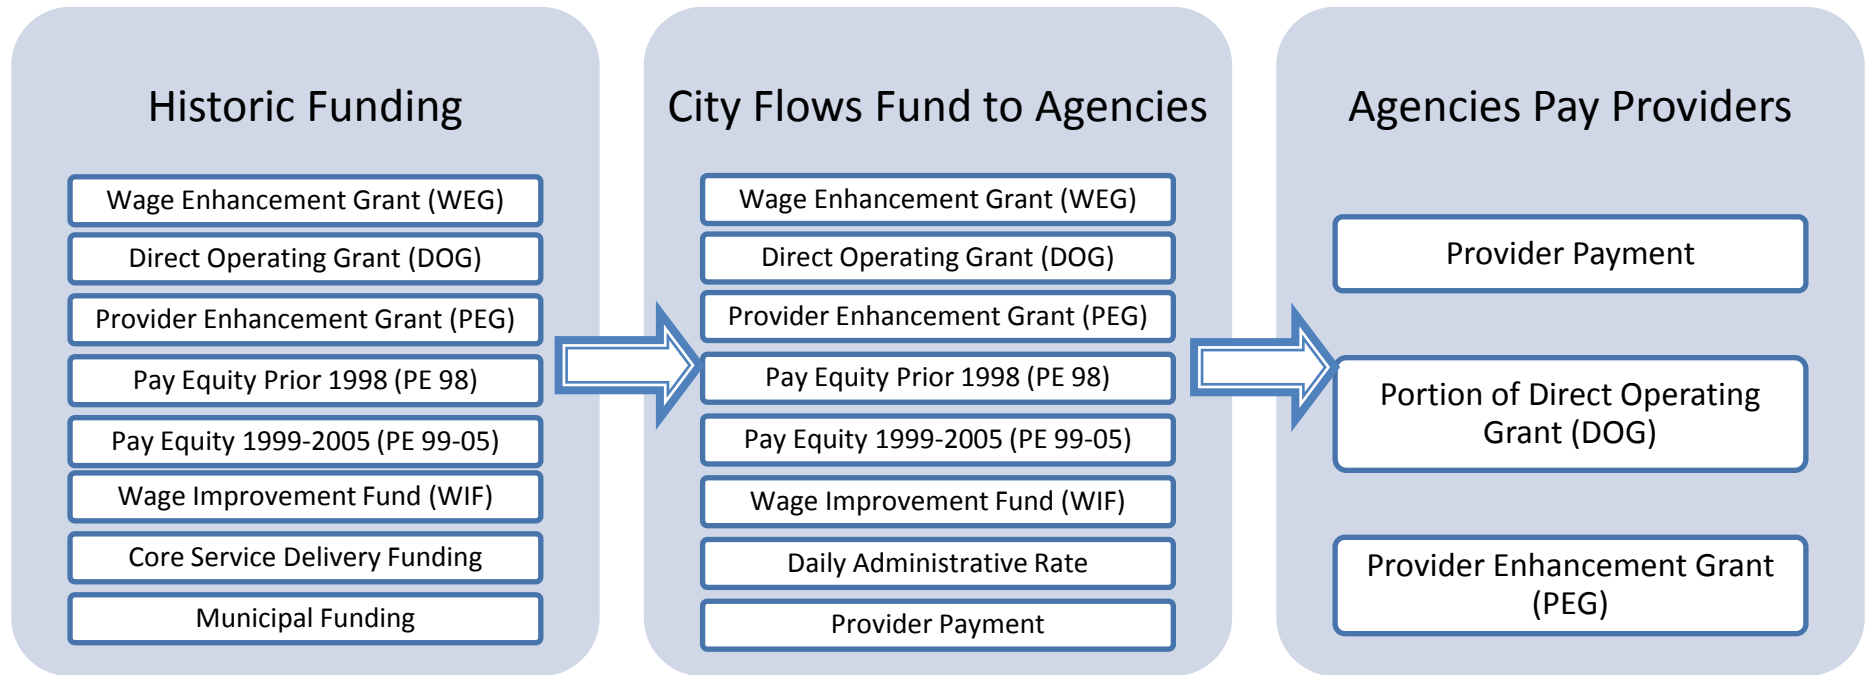 Historic Funding
Wage Enhancement Grant (WEG)
Direct Operating Grant (DOG)
Provider Enhancement Grant (PEG)
Pay Equity Prior 1998 (PE 98)
Pay Equity 1999-2005 (PE 99-05)
Wage Improvement Fund (WIF)
Core Service Delivery Funding
Municipal Funding
City Flows Fund to Agencies
Wage Enhancement Grant (WEG)
Direct Operating Grant (DOG)
Provider Enhancement Grant (PEG)
Pay Equity Prior 1998 (PE 98)
Pay Equity 1999-2005 (PE 99-05)
Wage Improvement Fund (WIF)
Daily Administrative Rate
Provider Payment
Agencies Pay Providers
Provider Payment
Portion of Direct Operating
Grant (DOG)
Provider Enhancement Grant
(PEG)